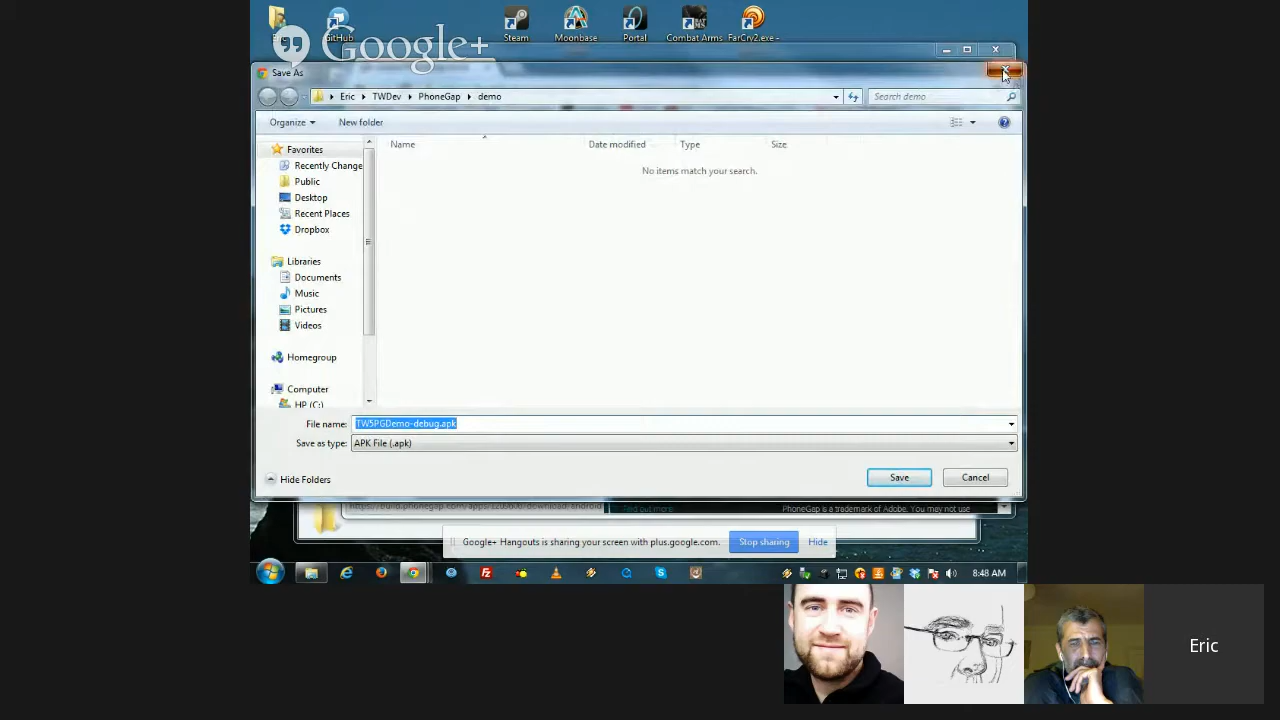 Steam
Moonbase
Portal
Combat Arms
FarCry2.exe -
GitHub
Google+
Save As
Eric
TWDev
PhoneGap
demo
Search demo
Organize
New folder
Name
Date modified
Type
Size
No items match your search.
Favorites
Recently Change
Public
Desktop
Recent Places
Dropbox
Libraries
Documents
Music
Pictures
Videos
Homegroup
Computer
HP (C:)
File name: TW5PGDemo-debug.apk
Save as type: APK File (.apk)
Hide Folders
Save
Cancel
Find out more
PhoneGap is a trademark of Adobe. You may not use
Google+ Hangouts is sharing your screen with plus.google.com.
Stop sharing
Hide
8:48 AM
Eric